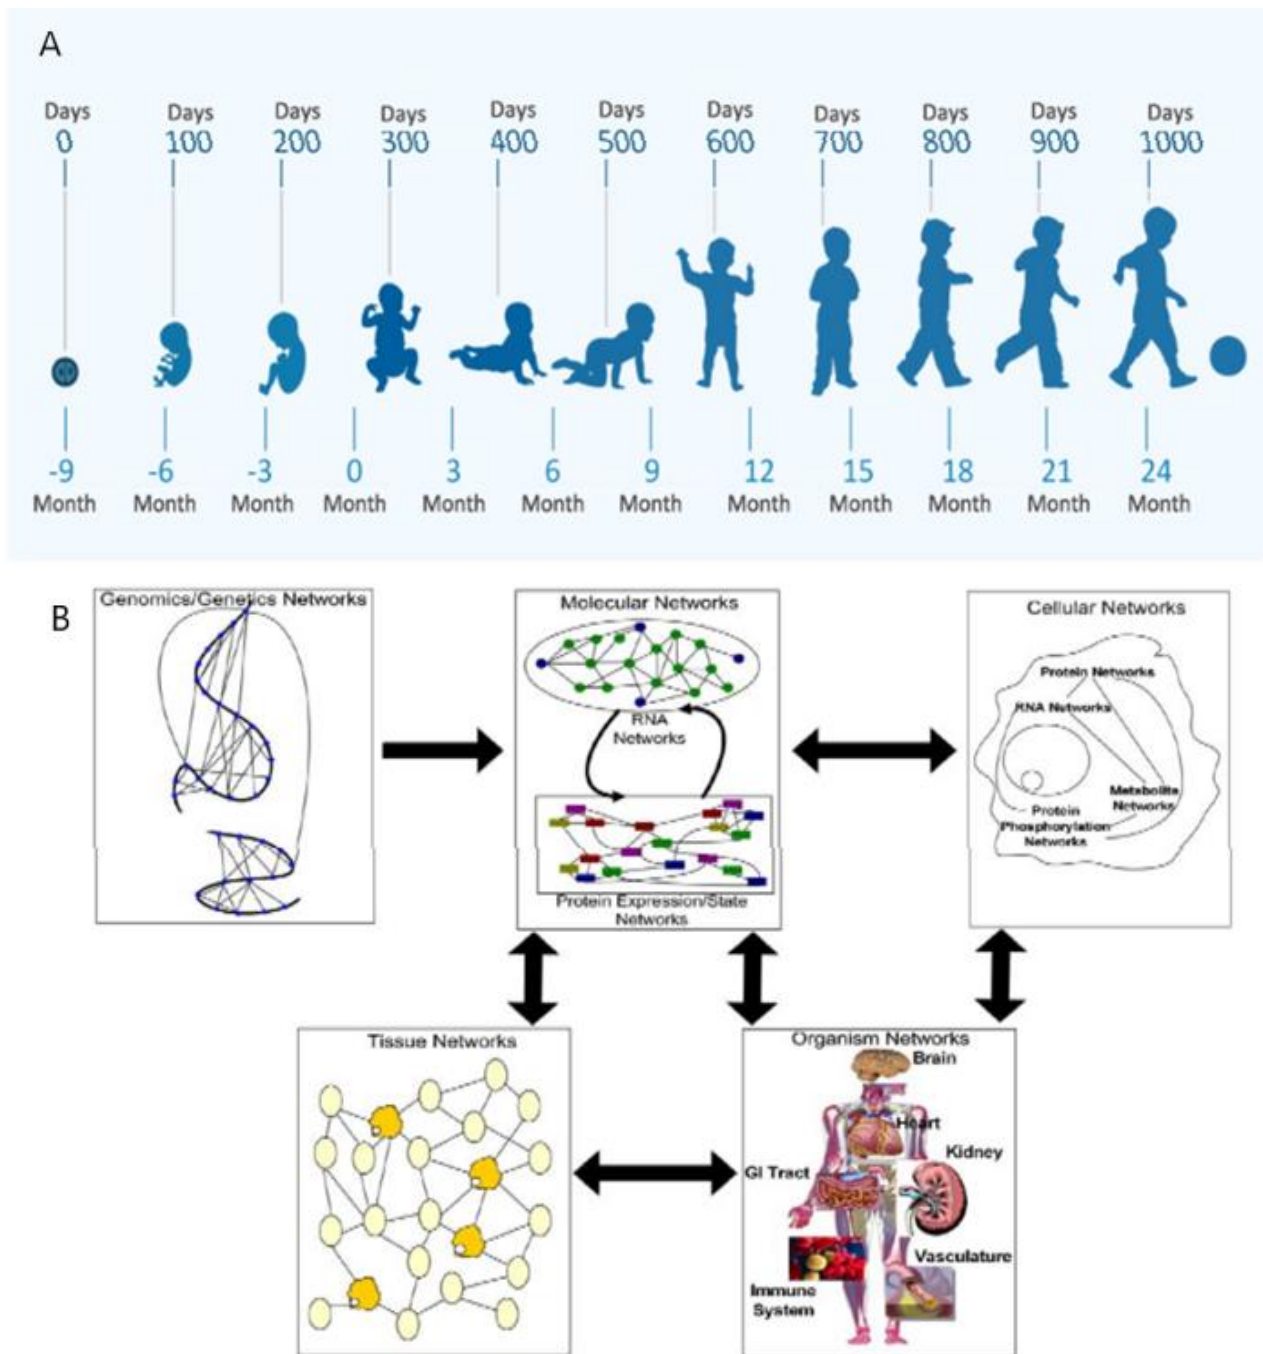 A
Days Days Days Days Days Days Days Days Days Days Days
0 100 200 300 400 500 600 700 800 900 1000
-9 -6 -3 0 3 6 9 12 15 18 21 24
Month Month Month Month Month Month Month Month Month Month Month Month
B
Genomics/Genetics Networks
Molecular Networks
RNA
Networks
Protein Expression/State
Networks
Cellular Networks
Protein Networks
RNA Networks
Metabolite
Networks
Protein
Phosphorylation
Networks
Tissue Networks
Organism Networks
Brain
Heart
Kidney
GI Tract
Vasculature
Immune
System